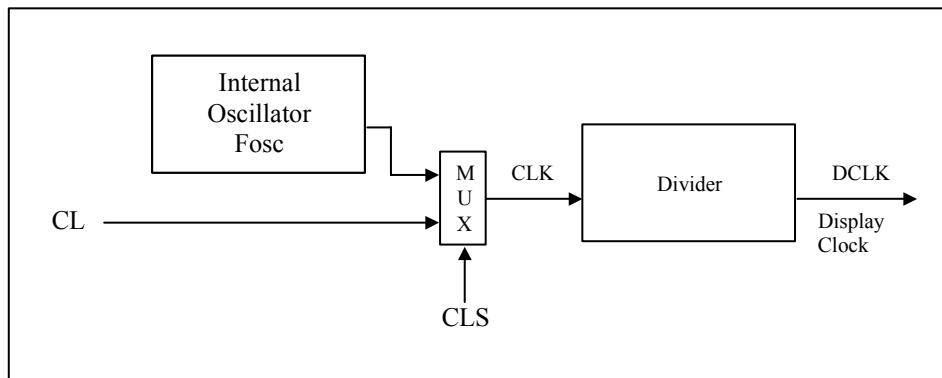 Internal
Oscillator
Fosc
M
U
X
CL
CLK
Divider
DCLK
Display
Clock
CLS